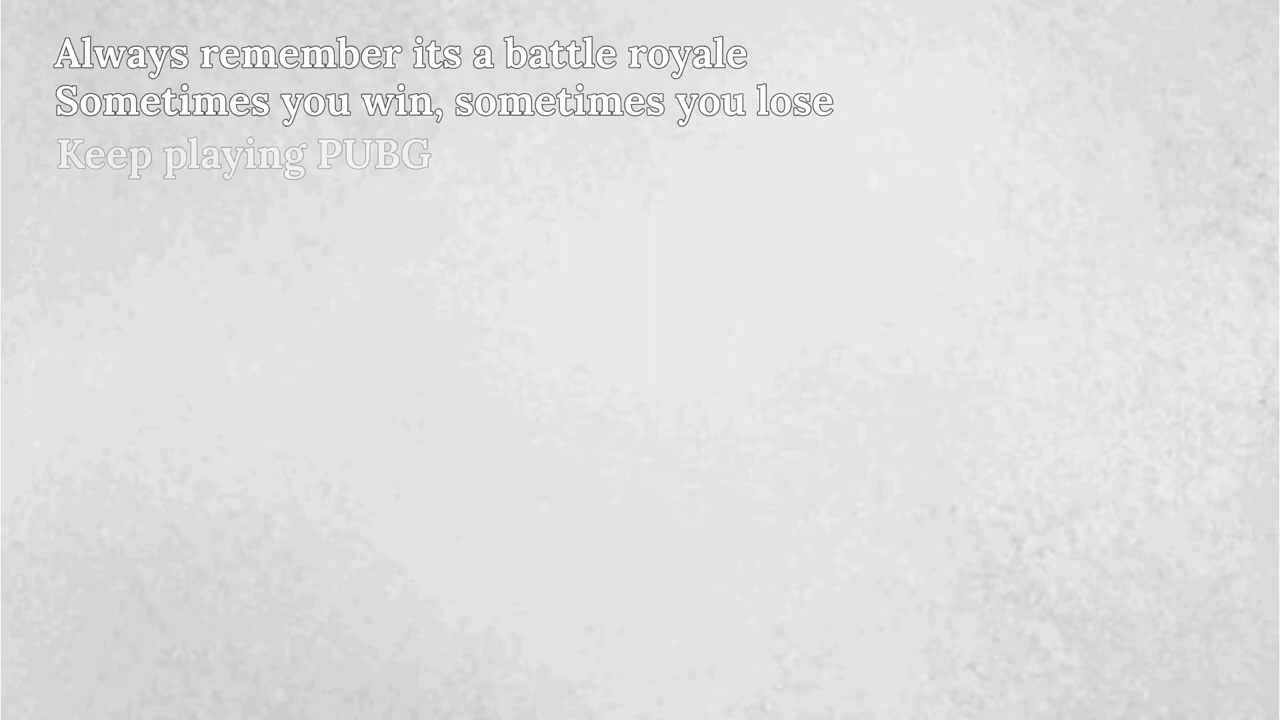 Always remember its a battle royale
Sometimes you win, sometimes you lose
Keep playing PUBG